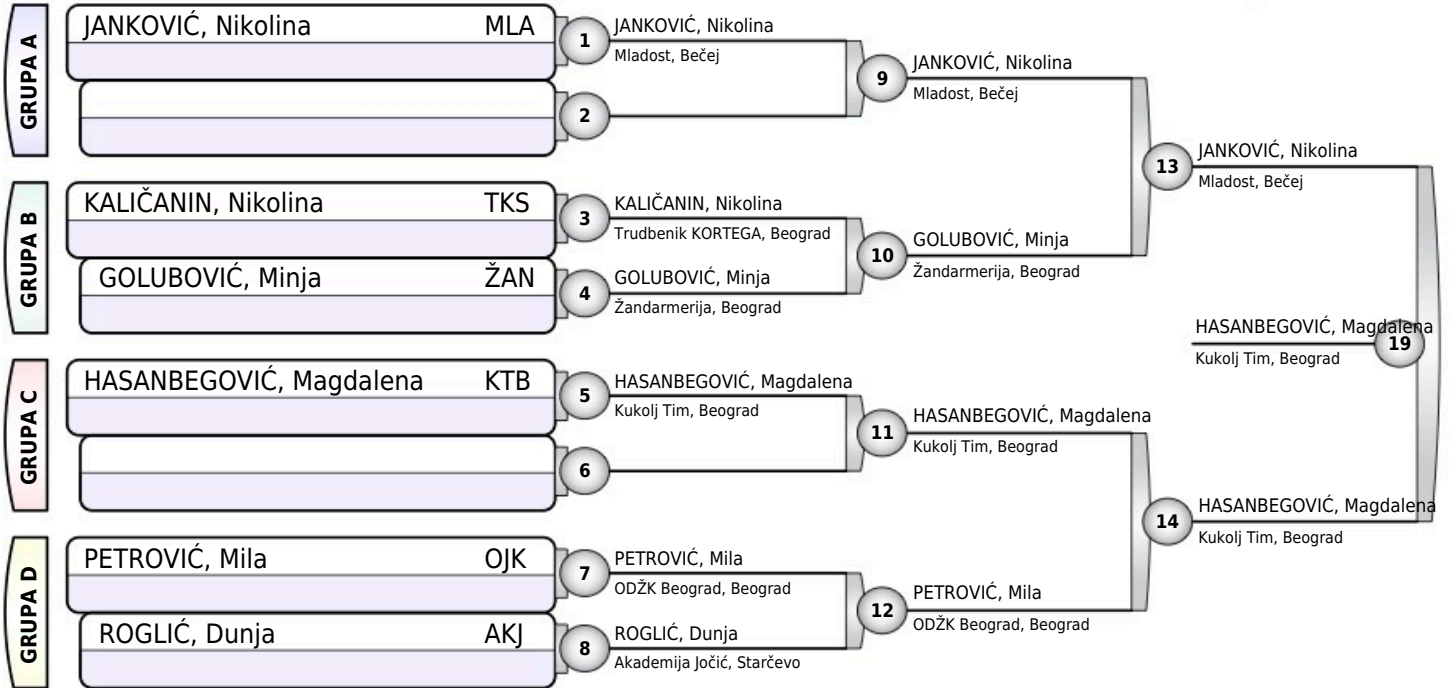 GRUPA A
JANKOVIĆ, Nikolina MLA
1
JANKOVIĆ, Nikolina
Mladost, Bečej
2
9
JANKOVIĆ, Nikolina
Mladost, Bečej
GRUPA B
KALIČANIN, Nikolina TKS
3
KALIČANIN, Nikolina
Trudbenik KORTEGA, Beograd
GOLUBOVIĆ, Minja ŽAN
4
GOLUBOVIĆ, Minja
Žandarmerija, Beograd
10
GOLUBOVIĆ, Minja
Žandarmerija, Beograd
13
JANKOVIĆ, Nikolina
Mladost, Bečej
GRUPA C
HASANBEGOVIĆ, Magdalena KTB
5
HASANBEGOVIĆ, Magdalena
Kukolj Tim, Beograd
6
11
HASANBEGOVIĆ, Magdalena
Kukolj Tim, Beograd
GRUPA D
PETROVIĆ, Mila OJK
7
PETROVIĆ, Mila
ODŽK Beograd, Beograd
ROGLIĆ, Dunja AKJ
8
ROGLIĆ, Dunja
Akademija Jočić, Starčevo
12
PETROVIĆ, Mila
ODŽK Beograd, Beograd
14
HASANBEGOVIĆ, Magdalena
Kukolj Tim, Beograd
HASANBEGOVIĆ, Magdalena
19
Kukolj Tim, Beograd